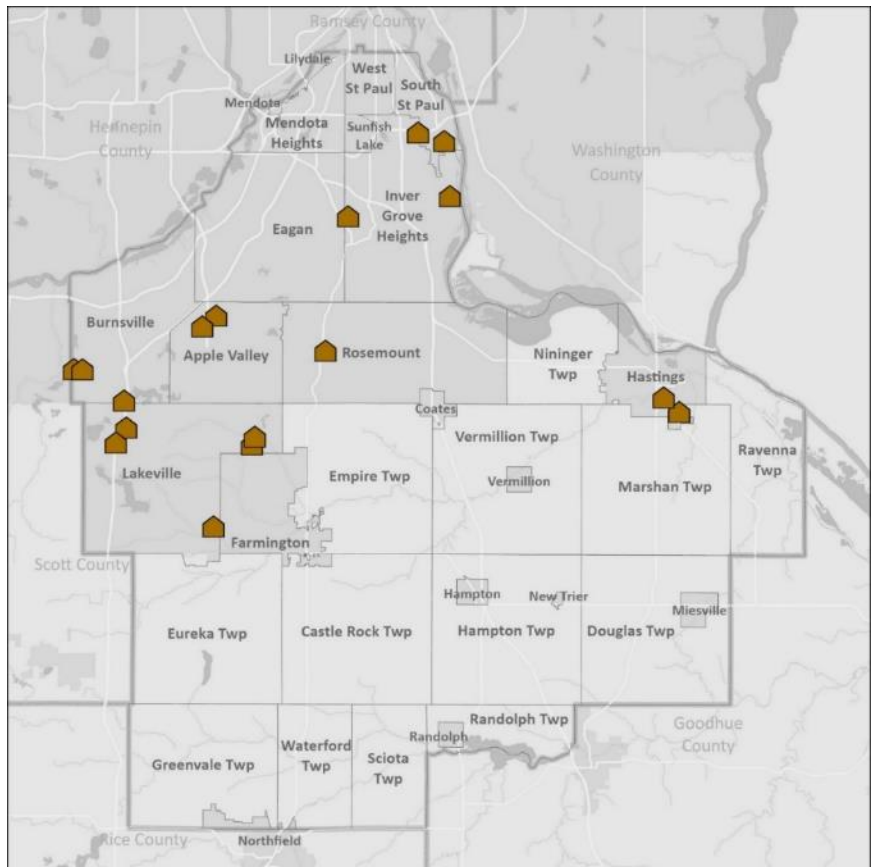 Ramsey County
Lilydale
West
St Paul
South
St Paul
Mendota
Mendota
Heights
Sunfish
Lake
Hennepin
County
Washington
County
Inver
Grove
Heights
Eagan
Burnsville
Apple Valley
Rosemount
Nininger
Twp
Hastings
Coates
Vermillion Twp
Ravenna
Twp
Lakeville
Empire Twp
Vermillion
Marshan Twp
Farmington
Scott County
Hampton
New Trier
Miesville
Eureka Twp
Castle Rock Twp
Hampton Twp
Douglas Twp
Randolph Twp
Goodhue
County
Randolph
Greenvale Twp
Waterford
Twp
Sciota
Twp
Rice County
Northfield